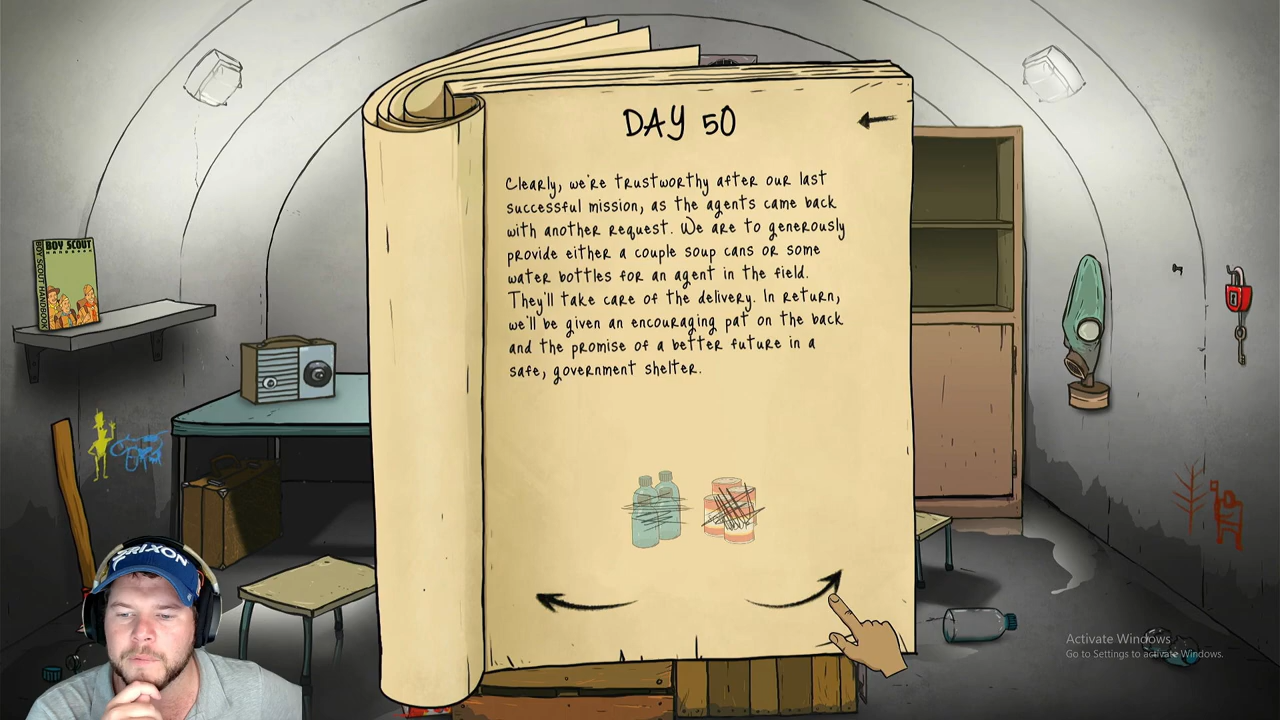 DAY 50
Clearly, we're trustworthy after our last
successful mission, as the agents came back
with another request. We are to generously
provide either a couple soup cans or some
water bottles for an agent in the field.
They'll take care of the delivery. In return,
we'll be given an encouraging pat on the back
and the promise of a better future in a
safe, government shelter.
BOY SCOUT
BOY SCOUT HANDBOOK
SOUP
SRIXON
Activate Windows
Go to Settings to activate Windows.